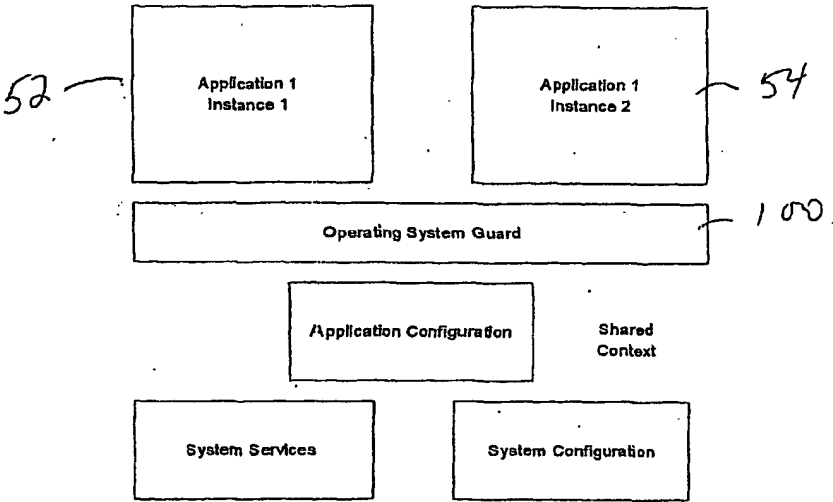 52
Application 1
Instance 1
Application 1
Instance 2
54
Operating System Guard
100
Application Configuration
Shared
Context
System Services
System Configuration